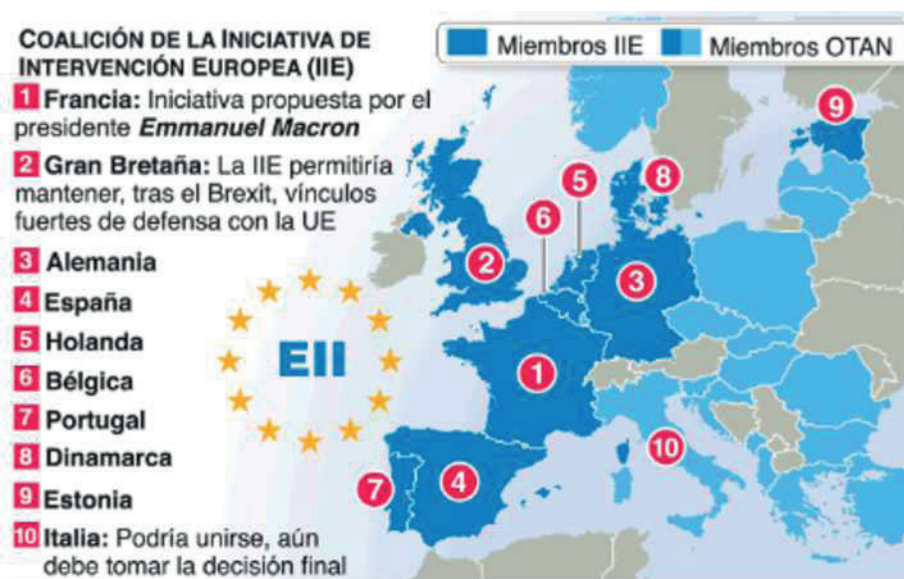 COALICIÓN DE LA INICIATIVA DE
INTERVENCIÓN EUROPEA (IIE)
1 Francia: Iniciativa propuesta por el
presidente Emmanuel Macron
2 Gran Bretaña: La IIE permitiría
mantener, tras el Brexit, vínculos
fuertes de defensa con la UE
3 Alemania
4 España
5 Holanda
6 Bélgica
7 Portugal
8 Dinamarca
9 Estonia
10 Italia: Podría unirse, aún
debe tomar la decisión final
EII
Miembros IIE
Miembros OTAN
9
5
8
6
2
3
1
10
7
4